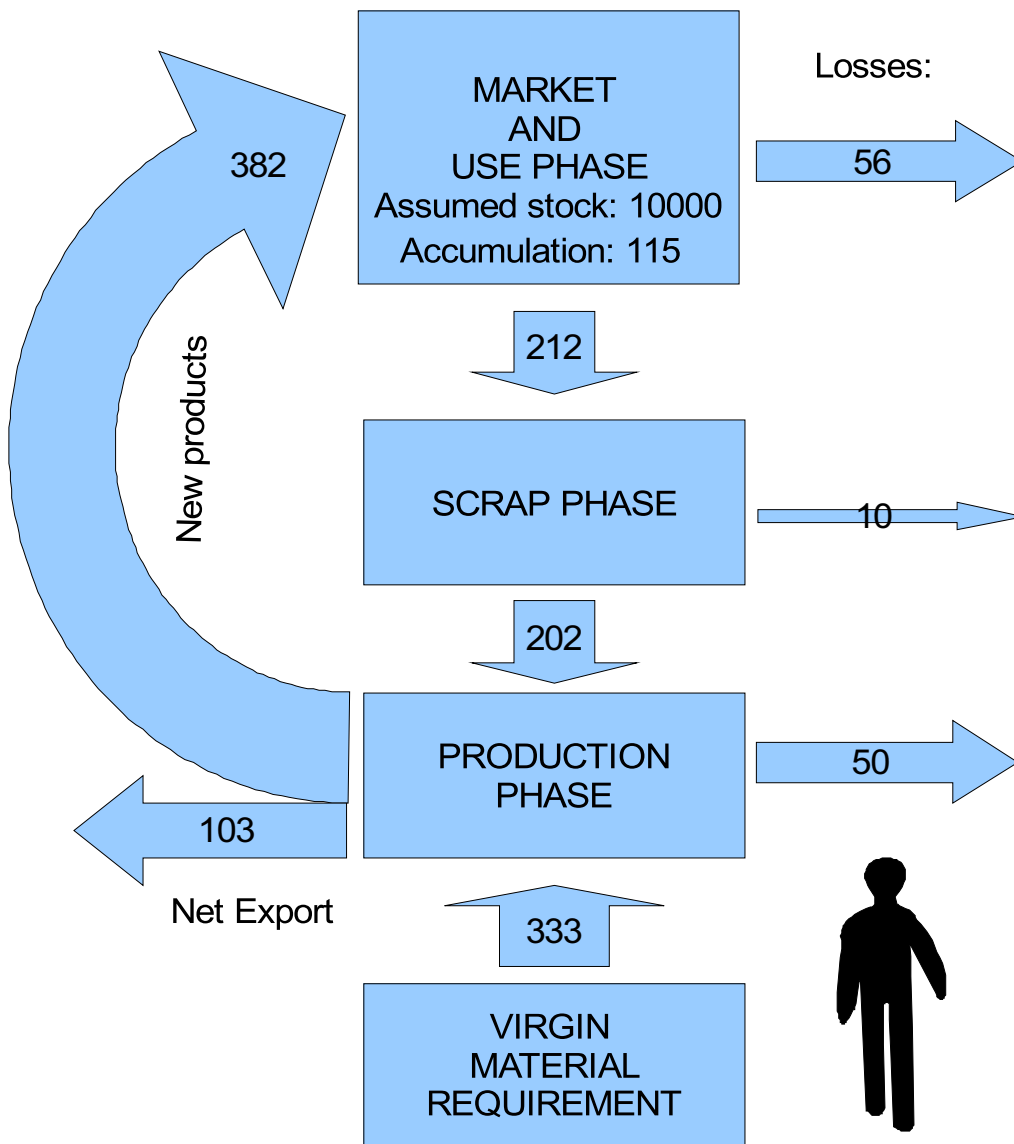 MARKET
AND
USE PHASE
Assumed stock: 10000
Accumulation: 115
Losses:
56
382
New products
212
SCRAP PHASE
10
202
PRODUCTION
PHASE
50
103
Net Export
333
VIRGIN
MATERIAL
REQUIREMENT